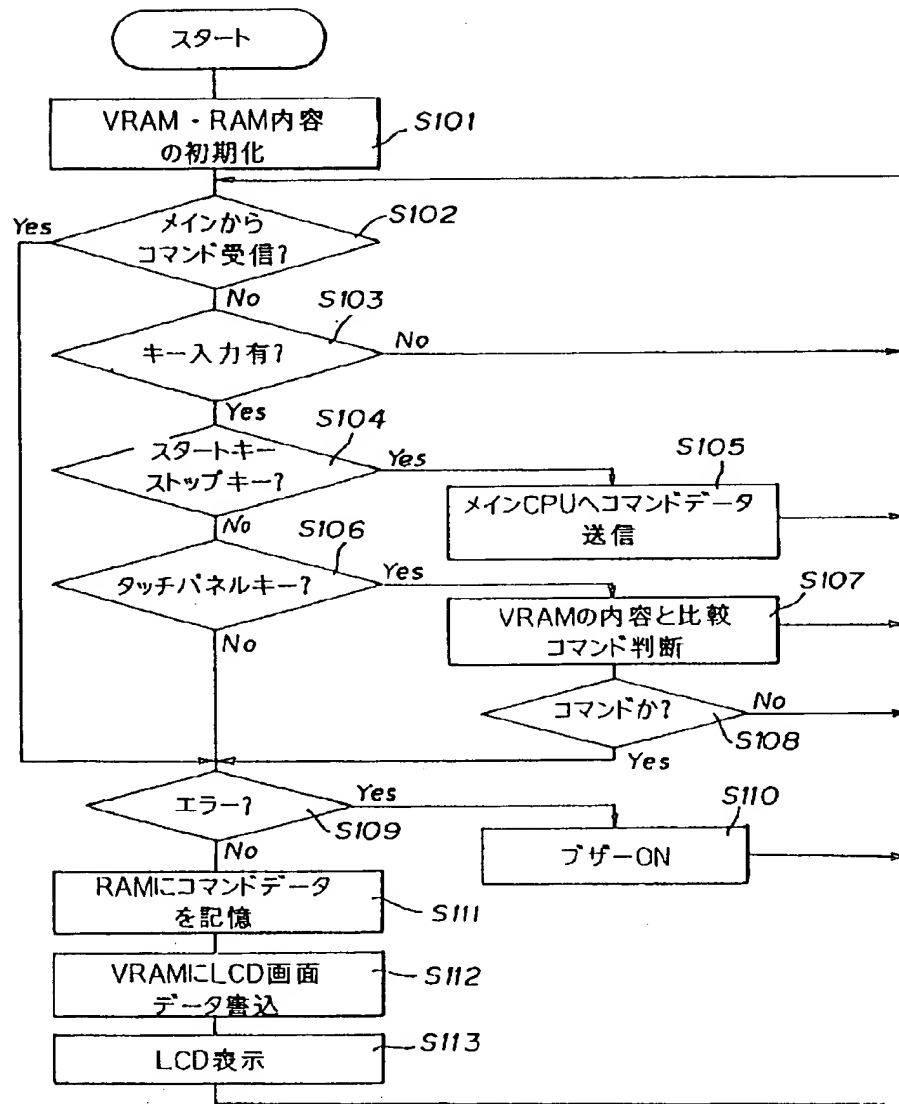 スタート
VRAM・RAM内容
の初期化
S101
メインから
コマンド受信?
S102
Yes
No
キー入力有?
S103
No
Yes
スタートキー
ストップキー?
S104
Yes
No
メインCPUへコマンドデータ
送信
S105
タッチパネルキー?
S106
Yes
No
VRAMの内容と比較
コマンド判断
S107
コマンドか?
S108
No
Yes
エラー?
S109
Yes
No
ブザーON
S110
RAMにコマンドデータ
を記憶
S111
VRAMにLCD画面
データ書込
S112
LCD表示
S113